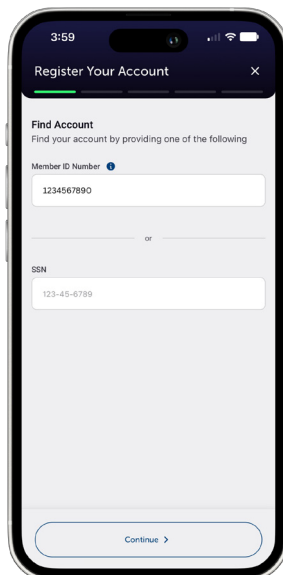 3:59
Register Your Account
Find Account
Find your account by providing one of the following
Member ID Number
1234567890
or
SSN
123-45-6789
Continue